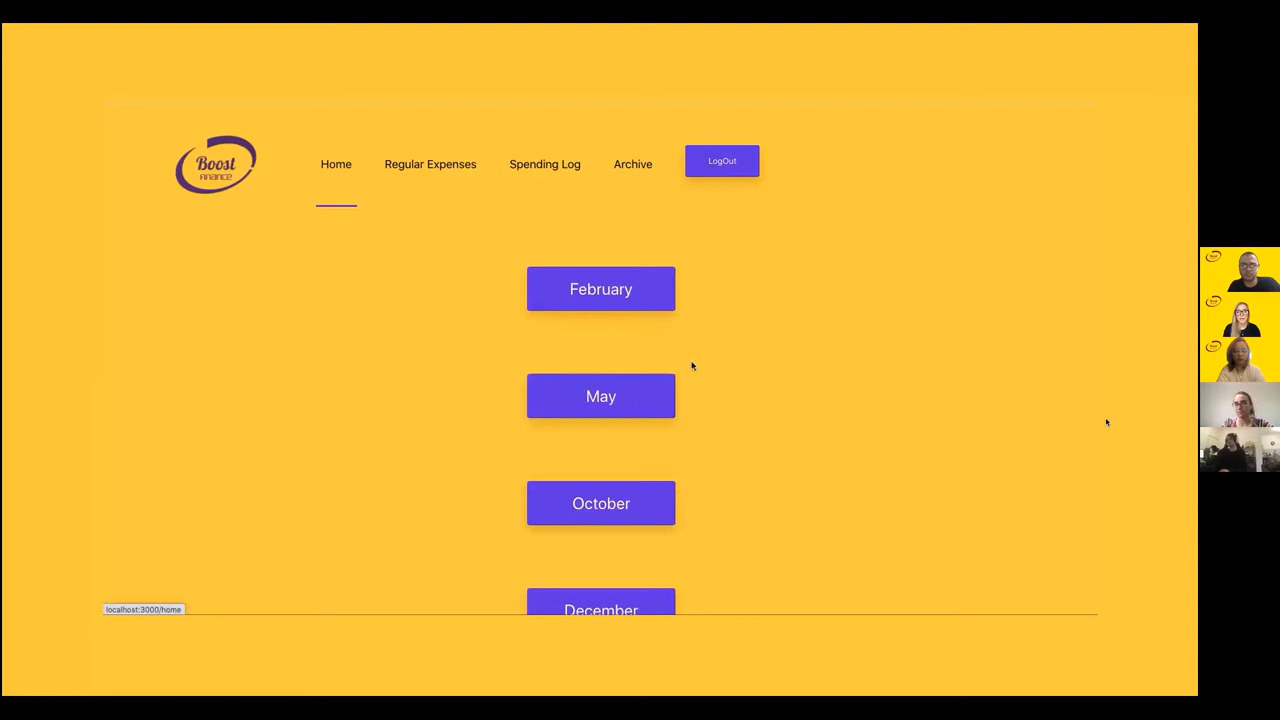 Boost
Finance
Home
Regular Expenses
Spending Log
Archive
LogOut
February
May
October
December
localhost:3000/home